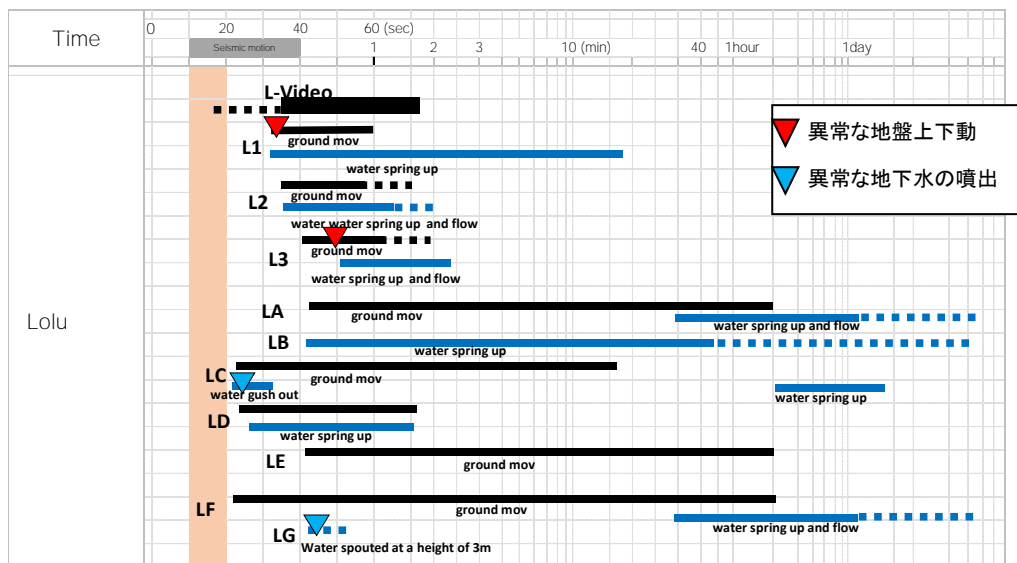 Time
0 20 40 60 (sec)
Seismic motion
1 2 3 10 (min) 40 1hour 1day
Lolu
L-Video
異常な地盤上下動
異常な地下水の噴出
L1
ground mov
water spring up
L2
ground mov
water water spring up and flow
L3
ground mov
water spring up and flow
LA
ground mov
water spring up and flow
LB
water spring up
LC
ground mov
water gush out
water spring up
LD
water spring up
LE
ground mov
LF
ground mov
water spring up and flow
LG
Water spouted at a height of 3m